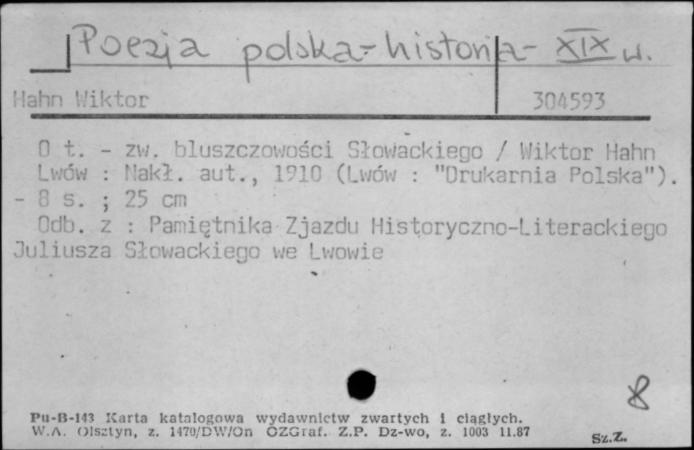 Poezja polska - historia - XIX w.
Hahn Wiktor 304593
O t. - zw. bluszczowości Słowackiego / Wiktor Hahn
Lwów : Nakł. aut., 1910 (Lwów : "Drukarnia Polska").
- 8 s. ; 25 cm
Odb. z : Pamiętnika Zjazdu Historyczno-Literackiego
Juliusza Słowackiego we Lwowie
8
Pu-B-143 Karta katalogowa wydawnictw zwartych i ciągłych.
W.A. Olsztyn, z. 1470/DW/On OZGraf. Z.P. Dz-wo, z. 1003 11.87
Sz.Z.